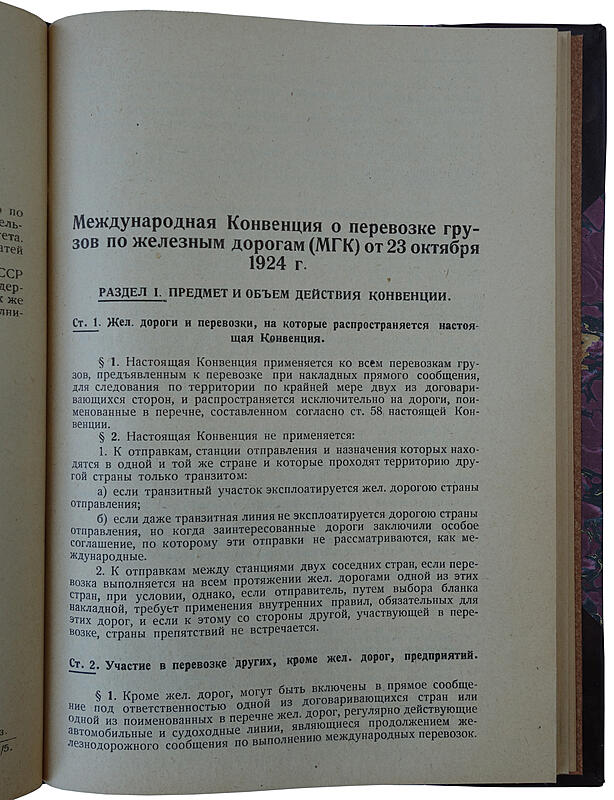 о по
ель-
ета.
атей
ССР
дер-
х же
олни-
з.
/5.
Международная Конвенция о перевозке гру-
зов по железным дорогам (МГК) от 23 октября
1924 г.
РАЗДЕЛ I. ПРЕДМЕТ И ОБЪЕМ ДЕЙСТВИЯ КОНВЕНЦИИ.
Ст. 1. Жел. дороги и перевозки, на которые распространяется настоя-
щая Конвенция.
§ 1. Настоящая Конвенция применяется ко всем перевозкам гру-
зов, предъявленным к перевозке при накладных прямого сообщения,
для следования по территории по крайней мере двух из договари-
вающихся сторон, и распространяется исключительно на дороги, пои-
менованные в перечне, составленном согласно ст. 58 настоящей Кон-
венции.
§ 2. Настоящая Конвенция не применяется:
1. К отправкам, станции отправления и назначения которых нахо-
дятся в одной и той же стране и которые проходят территорию дру-
гой страны только транзитом:
а) если транзитный участок эксплоатируется жел. дорогою страны
отправления;
б) если даже транзитная линия не эксплоатируется дорогою страны
отправления, но когда заинтересованные дороги заключили особое
соглашение, по которому эти отправки не рассматриваются, как ме-
ждународные.
2. К отправкам между станциями двух соседних стран, если пере-
возка выполняется на всем протяжении жел. дорогами одной из этих
стран, при условии, однако, если отправитель, путем выбора бланка
накладной, требует применения внутренних правил, обязательных для
этих дорог, и если к этому со стороны другой, участвующей в пере-
возке, страны препятствий не встречается.
Ст. 2. Участие в перевозке других, кроме жел. дорог, предприятий.
§ 1. Кроме жел. дорог, могут быть включены в прямое сообще-
ние под ответственностью одной из договаривающихся стран или
одной из поименованных в перечне жел. дорог, регулярно действующие
автомобильные и судоходные линии, являющиеся продолжением же-
лезнодорожного сообщения по выполнению международных перевозок.